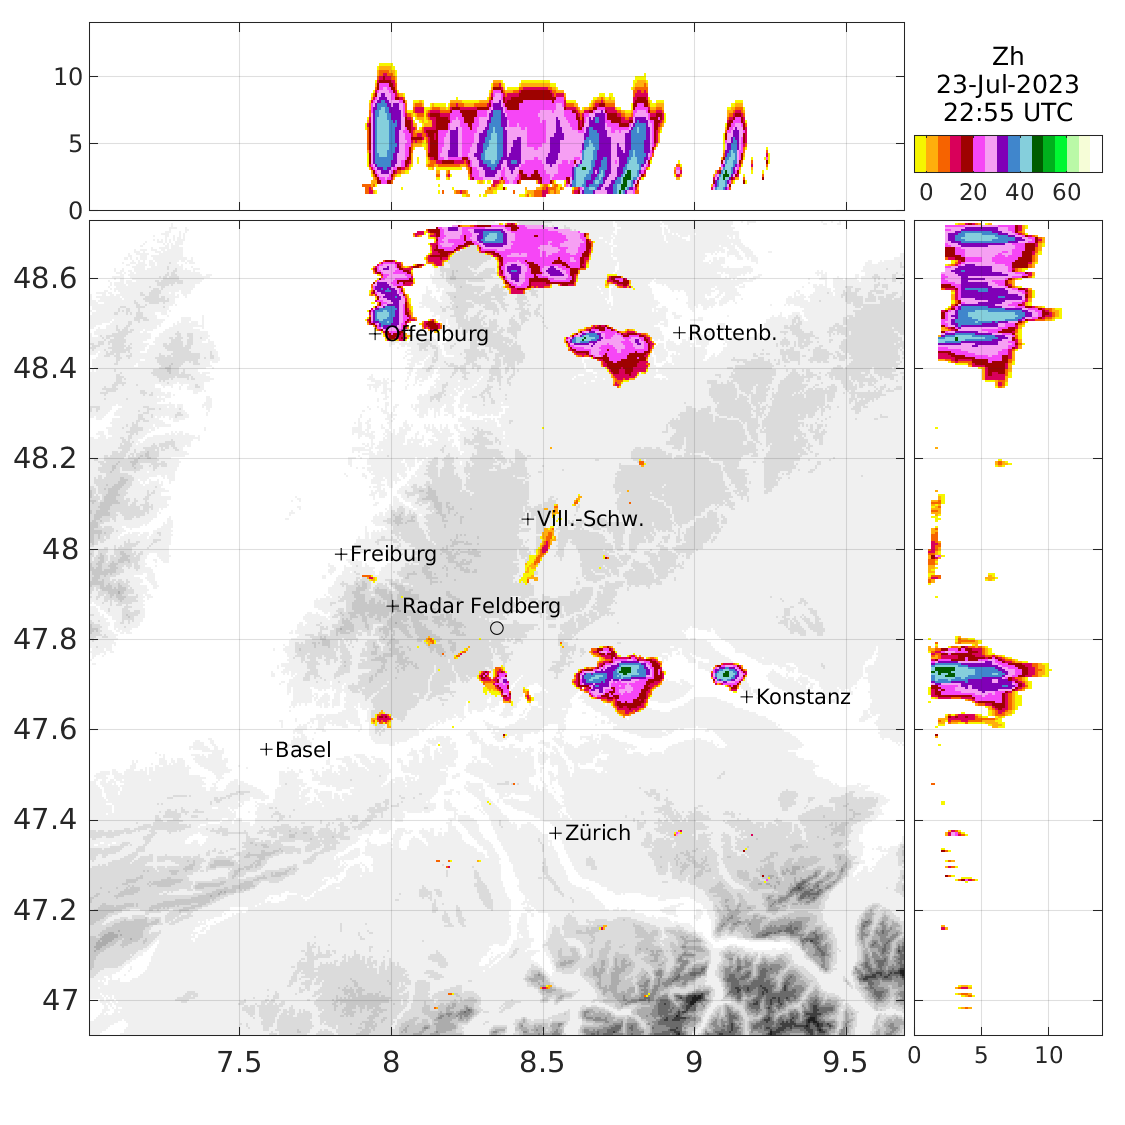 Zh
23-Jul-2023
22:55 UTC
0 20 40 60
10
5
0
48.6
48.4
48.2
48
47.8
47.6
47.4
47.2
47
Offenburg
Rottenb.
Vill.-Schw.
Freiburg
Radar Feldberg
Konstanz
Basel
Zürich
7.5 8 8.5 9 9.5
0 5 10